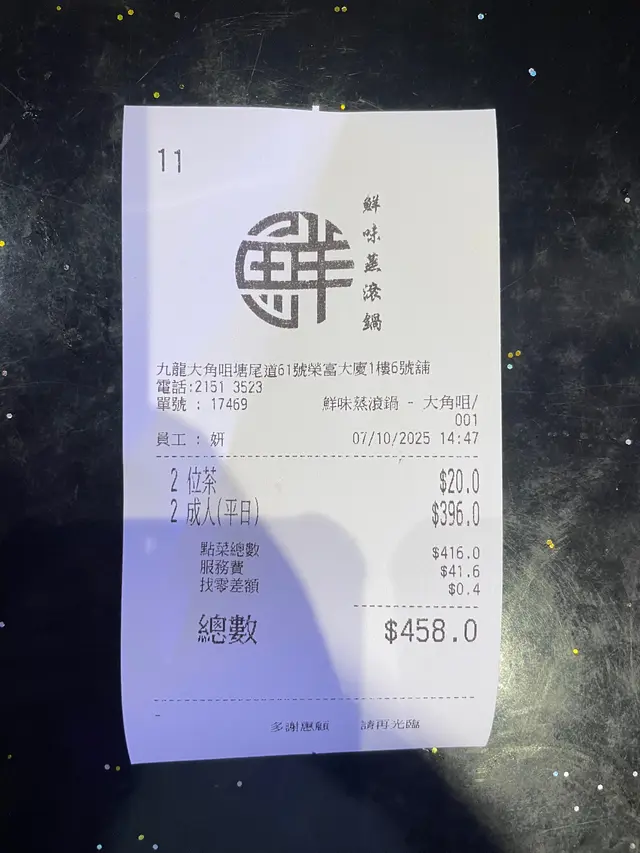 11
鮮
鮮味蒸滾鍋
九龍大角咀塘尾道61號榮富大廈1樓6號舖
電話:2151 3523
單號 : 17469 鮮味蒸滾鍋 - 大角咀/
001
員工 : 妍 07/10/2025 14:47
2 位茶 $20.0
2 成人(平日) $396.0
點菜總數 $416.0
服務費 $41.6
找零差額 $0.4
總數 $458.0
多謝惠顧 請再光臨